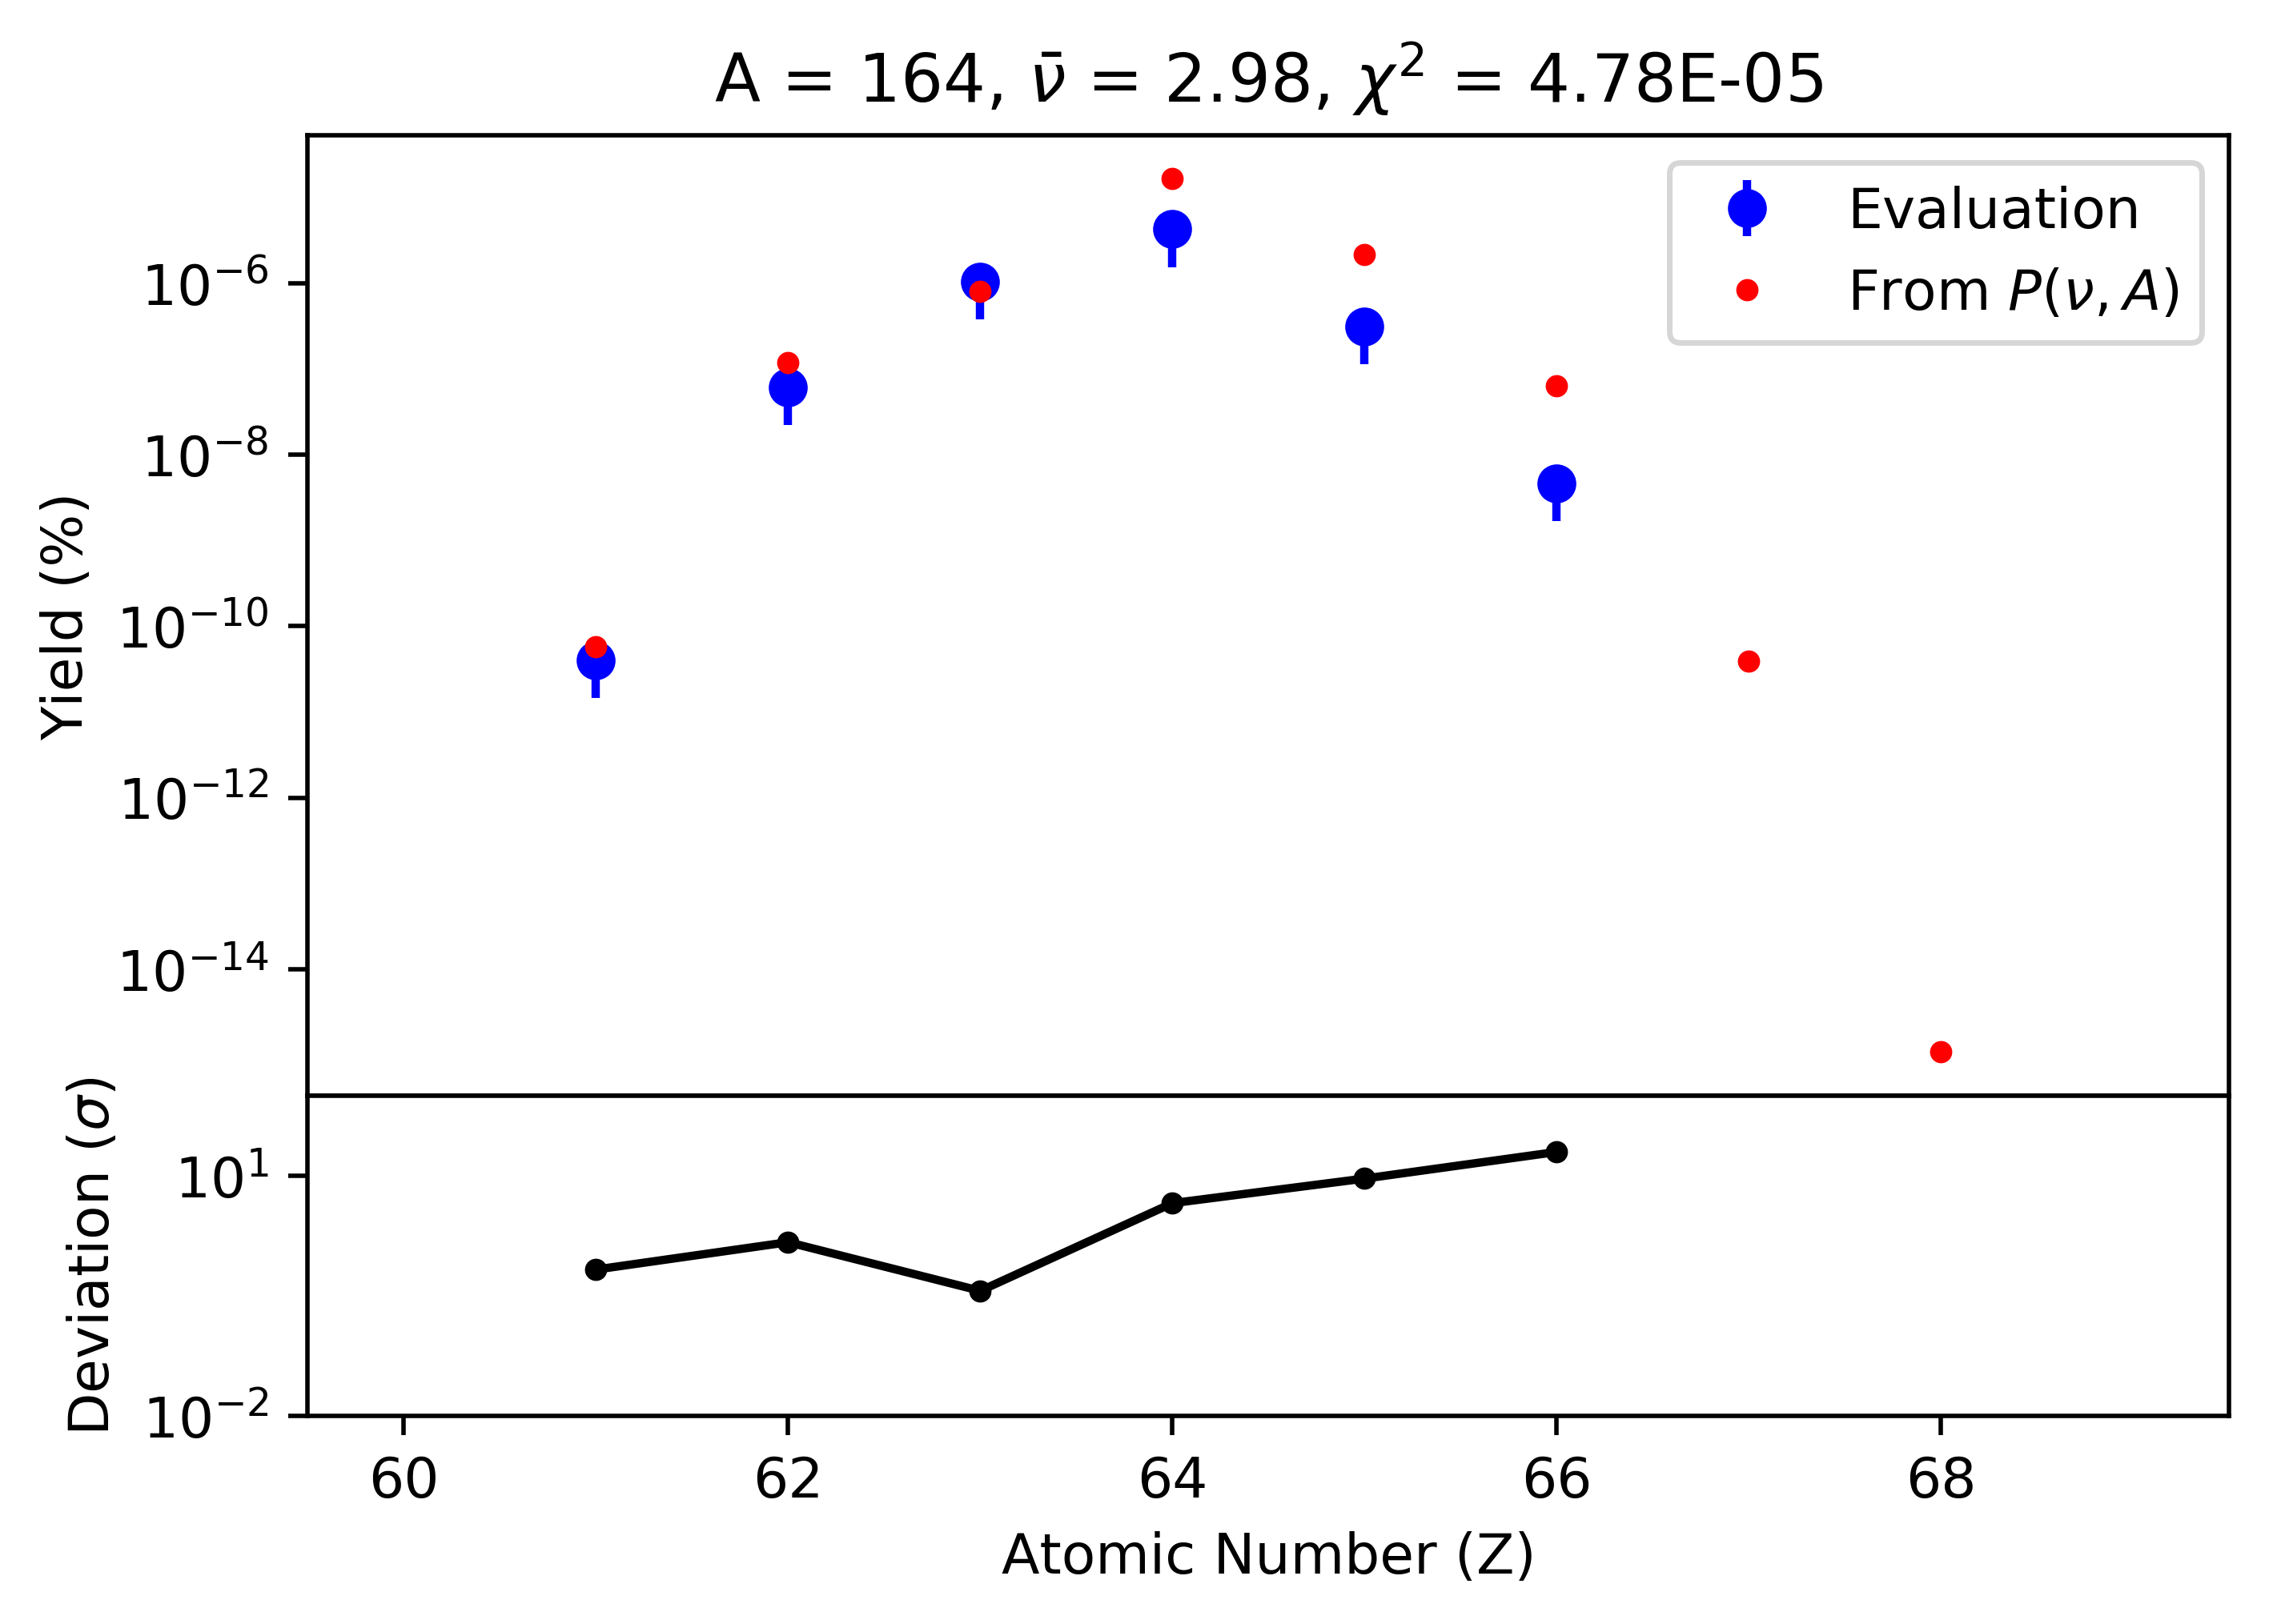 A = 164, ν̄ = 2.98, χ² = 4.78E-05
Evaluation
From P(ν, A)
Yield (%)
10⁻⁶
10⁻⁸
10⁻¹⁰
10⁻¹²
10⁻¹⁴
Deviation (σ)
10¹
10⁻²
60 62 64 66 68
Atomic Number (Z)